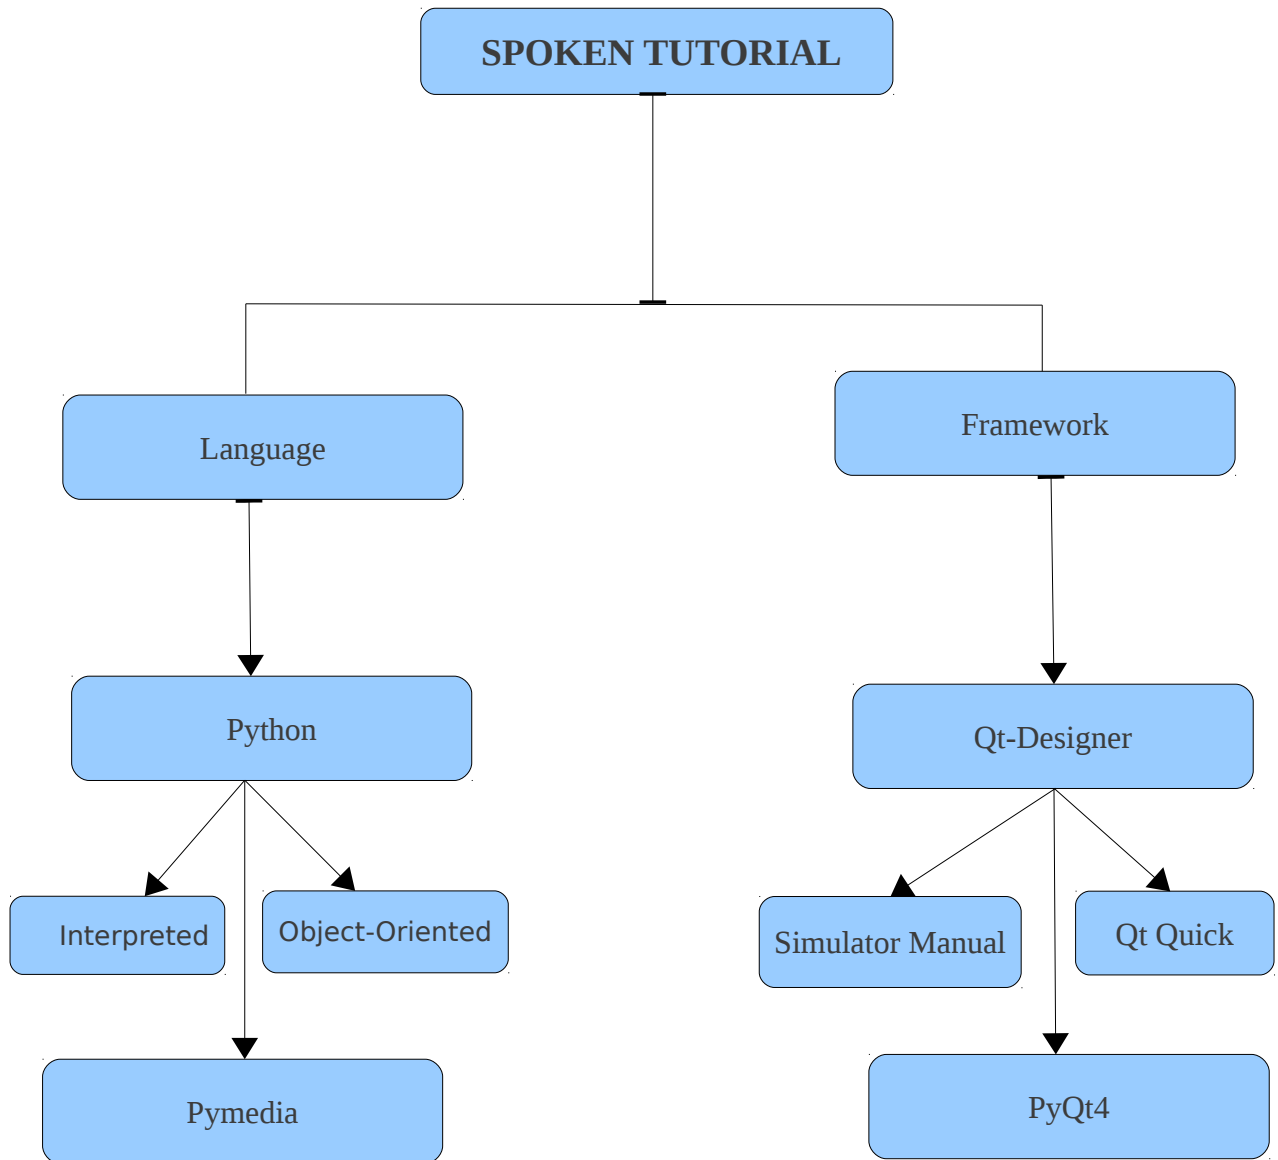 SPOKEN TUTORIAL
Language
Framework
Python
Qt-Designer
Interpreted
Object-Oriented
Simulator Manual
Qt Quick
Pymedia
PyQt4